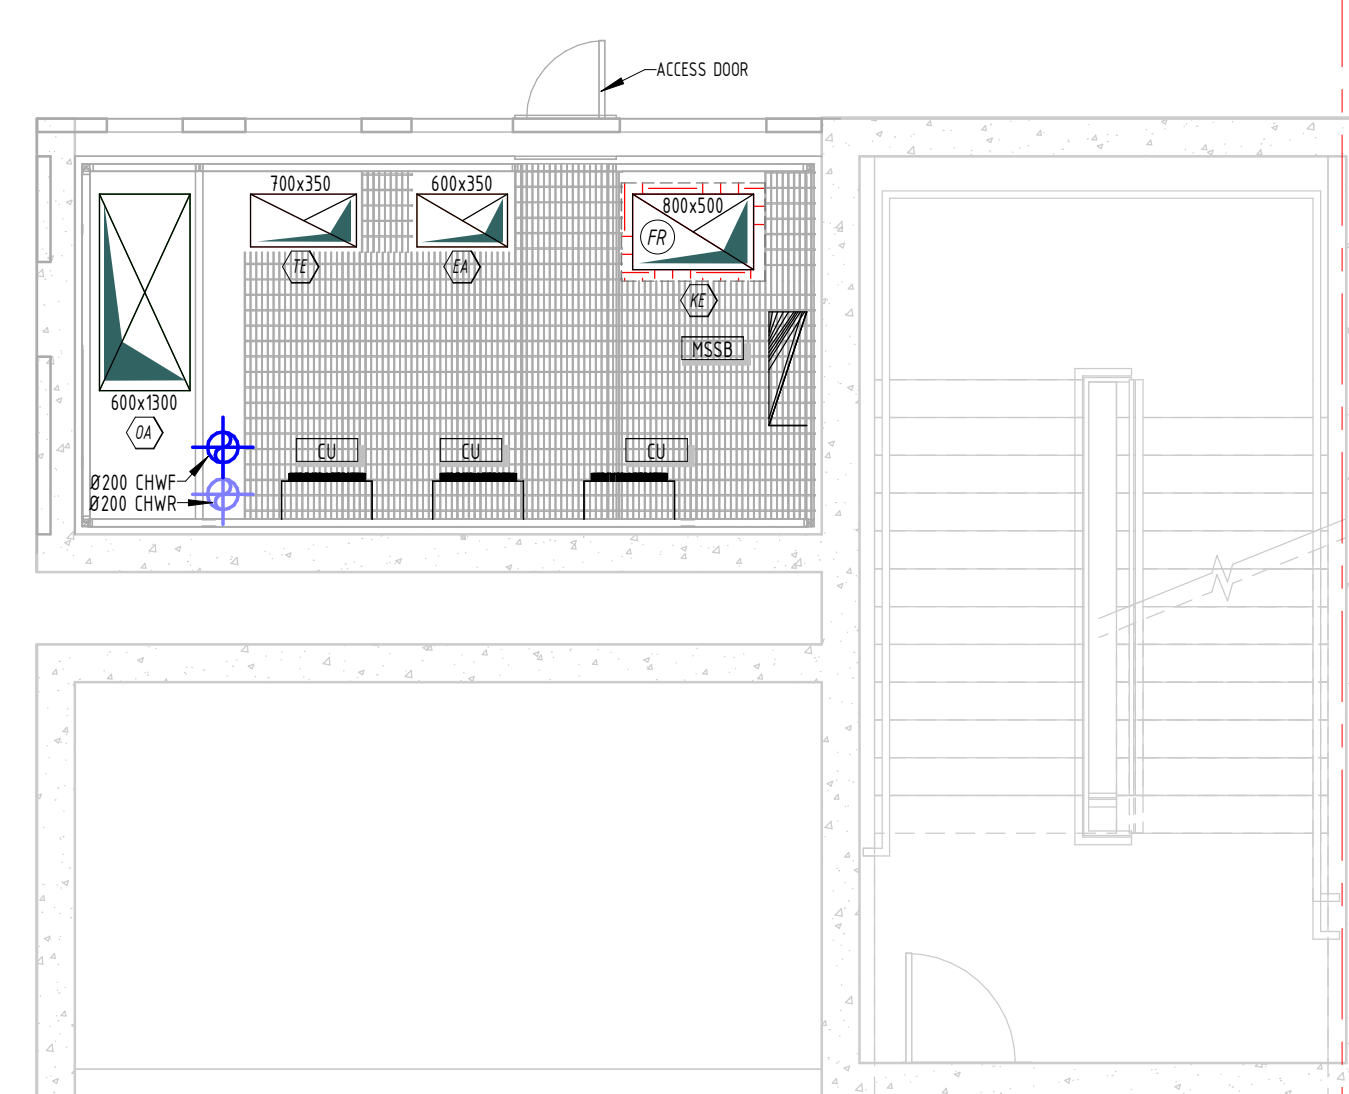 ACCESS DOOR
700x350
600x350
800x500
FR
TE
EA
KE
MSSB
600x1300
OA
CU
CU
CU
Ø200 CHWF
Ø200 CHWR